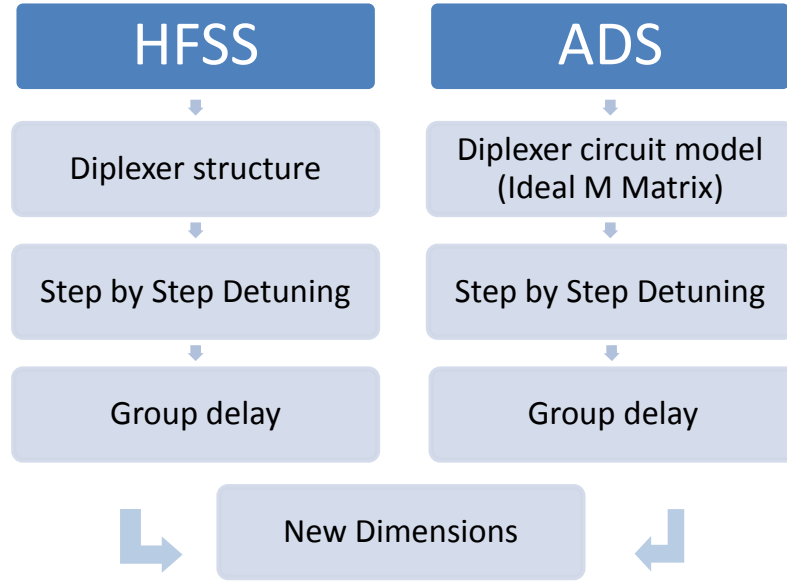 HFSS
ADS
Diplexer structure
Diplexer circuit model
(Ideal M Matrix)
Step by Step Detuning
Step by Step Detuning
Group delay
Group delay
New Dimensions